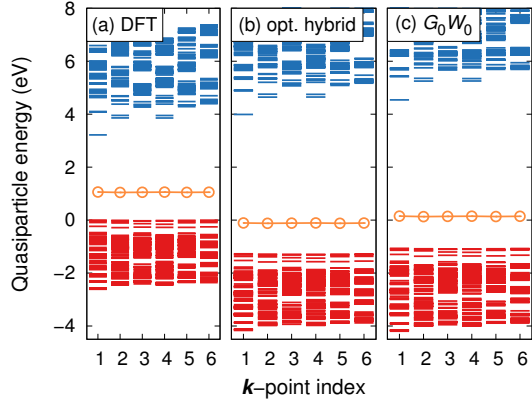 (a) DFT
(b) opt. hybrid
(c) G₀W₀
Quasiparticle energy (eV)
8
6
4
2
0
−2
−4
1 2 3 4 5 6
1 2 3 4 5 6
1 2 3 4 5 6
k−point index